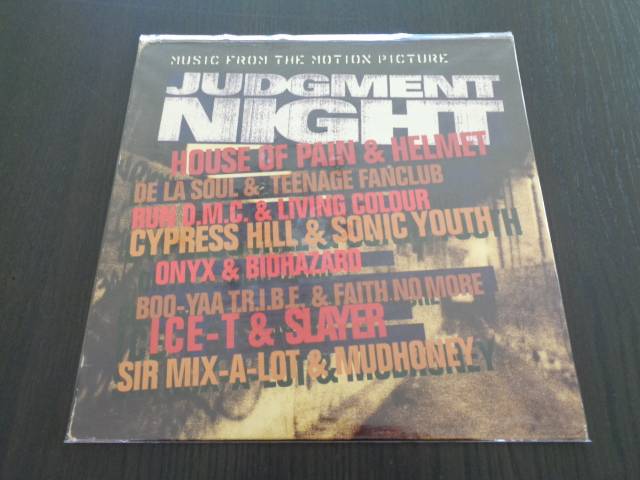 MUSIC FROM THE MOTION PICTURE
JUDGMENT
NIGHT
HOUSE OF PAIN & HELMET
DE LA SOUL & TEENAGE FANCLUB
RUN D.M.C. & LIVING COLOUR
CYPRESS HILL & SONIC YOUTH
ONYX & BIOHAZARD
BOO-YAA T.R.I.B.E. & FAITH NO MORE
ICE-T & SLAYER
SIR MIX-A-LOT & MUDHONEY